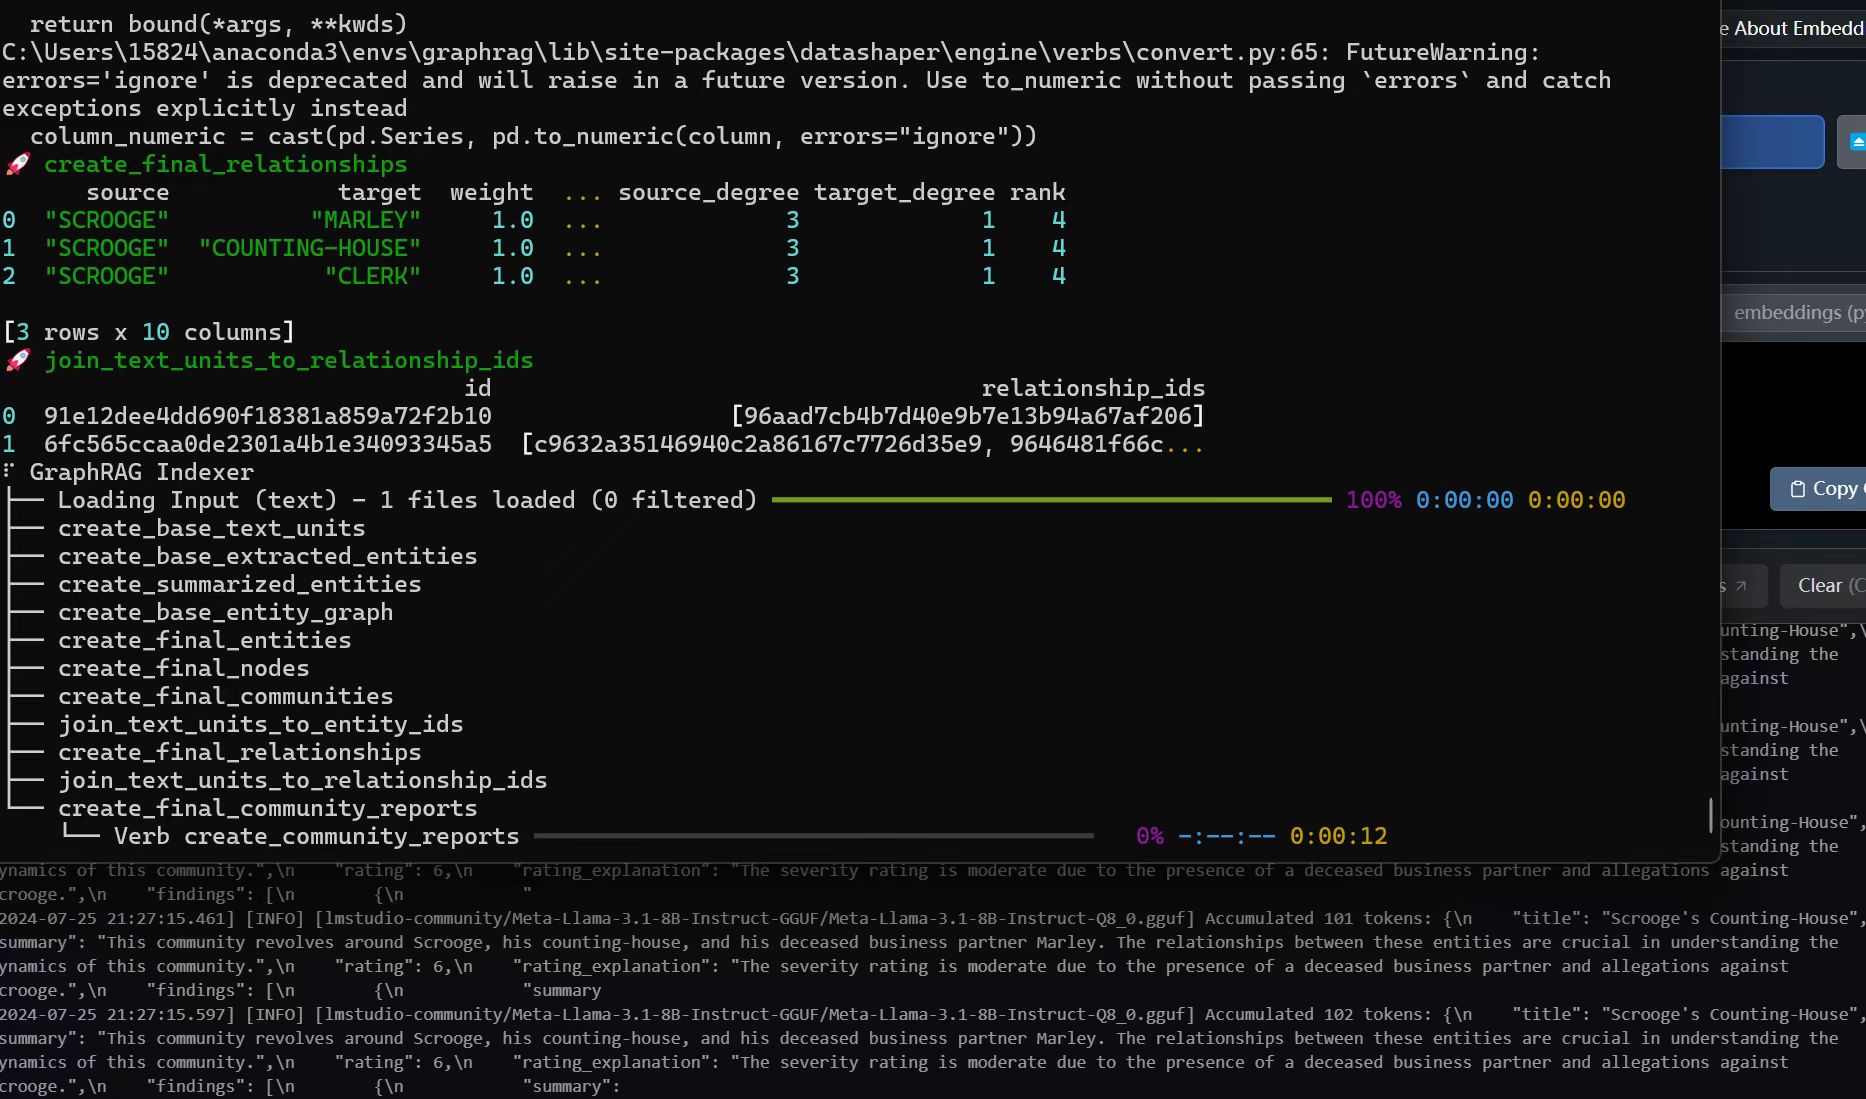 return bound(*args, **kwds)
C:\Users\15824\anaconda3\envs\graphrag\lib\site-packages\datashaper\engine\verbs\convert.py:65: FutureWarning:
errors='ignore' is deprecated and will raise in a future version. Use to_numeric without passing `errors` and catch
exceptions explicitly instead
column_numeric = cast(pd.Series, pd.to_numeric(column, errors="ignore"))
🚀 create_final_relationships
source target weight ... source_degree target_degree rank
0 "SCROOGE" "MARLEY" 1.0 ... 3 1 4
1 "SCROOGE" "COUNTING-HOUSE" 1.0 ... 3 1 4
2 "SCROOGE" "CLERK" 1.0 ... 3 1 4
[3 rows x 10 columns]
🚀 join_text_units_to_relationship_ids
id relationship_ids
0 91e12dee4dd690f18381a859a72f2b10 [96aad7cb4b7d40e9b7e13b94a67af206]
1 6fc565ccaa0de2301a4b1e34093345a5 [c9632a35146940c2a86167c7726d35e9, 9646481f66c...
⠋ GraphRAG Indexer
├── Loading Input (text) - 1 files loaded (0 filtered) 100% 0:00:00 0:00:00
├── create_base_text_units
├── create_base_extracted_entities
├── create_summarized_entities
├── create_base_entity_graph
├── create_final_entities
├── create_final_nodes
├── create_final_communities
├── join_text_units_to_entity_ids
├── create_final_relationships
├── join_text_units_to_relationship_ids
└── create_final_community_reports
└── Verb create_community_reports 0% -:--:-- 0:00:12
e About Embedd
embeddings (py
Copy
s ↗ Clear (C
unting-House",\
standing the
against
unting-House",\
standing the
against
ounting-House",
standing the
ynamics of this community.",\n "rating": 6,\n "rating_explanation": "The severity rating is moderate due to the presence of a deceased business partner and allegations against
crooge.",\n "findings": [\n {\n "
2024-07-25 21:27:15.461] [INFO] [lmstudio-community/Meta-Llama-3.1-8B-Instruct-GGUF/Meta-Llama-3.1-8B-Instruct-Q8_0.gguf] Accumulated 101 tokens: {\n "title": "Scrooge's Counting-House",
summary": "This community revolves around Scrooge, his counting-house, and his deceased business partner Marley. The relationships between these entities are crucial in understanding the
ynamics of this community.",\n "rating": 6,\n "rating_explanation": "The severity rating is moderate due to the presence of a deceased business partner and allegations against
crooge.",\n "findings": [\n {\n "summary
2024-07-25 21:27:15.597] [INFO] [lmstudio-community/Meta-Llama-3.1-8B-Instruct-GGUF/Meta-Llama-3.1-8B-Instruct-Q8_0.gguf] Accumulated 102 tokens: {\n "title": "Scrooge's Counting-House",
summary": "This community revolves around Scrooge, his counting-house, and his deceased business partner Marley. The relationships between these entities are crucial in understanding the
ynamics of this community.",\n "rating": 6,\n "rating_explanation": "The severity rating is moderate due to the presence of a deceased business partner and allegations against
crooge.",\n "findings": [\n {\n "summary":